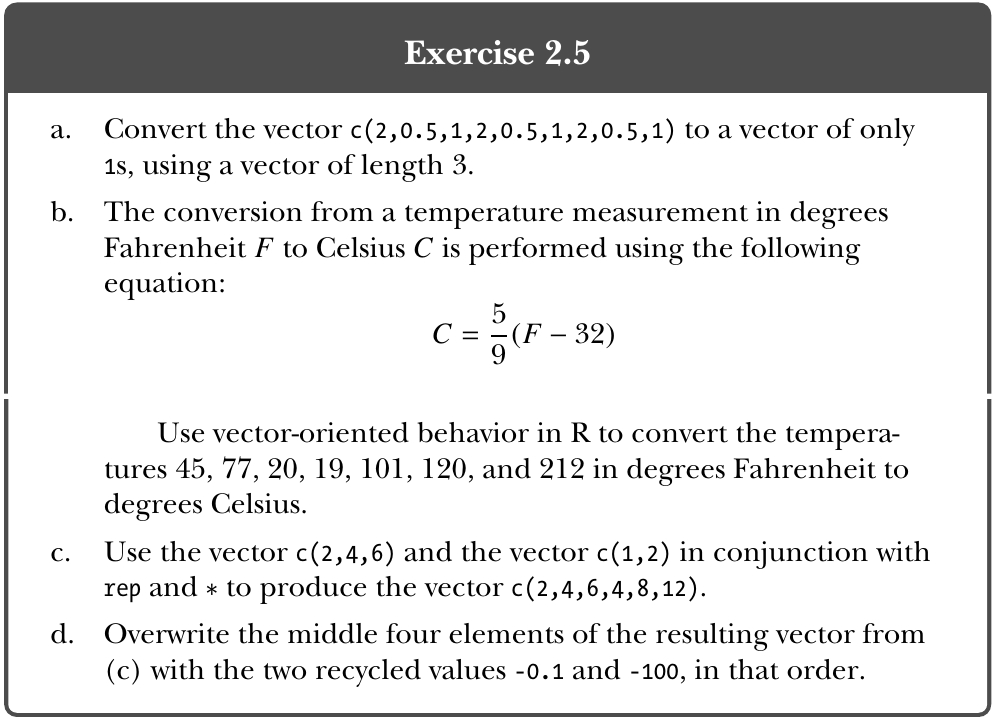 Exercise 2.5
a. Convert the vector c(2,0.5,1,2,0.5,1,2,0.5,1) to a vector of only
1s, using a vector of length 3.
b. The conversion from a temperature measurement in degrees
Fahrenheit F to Celsius C is performed using the following
equation:
C = 5/9 (F − 32)
Use vector-oriented behavior in R to convert the tempera-
tures 45, 77, 20, 19, 101, 120, and 212 in degrees Fahrenheit to
degrees Celsius.
c. Use the vector c(2,4,6) and the vector c(1,2) in conjunction with
rep and * to produce the vector c(2,4,6,4,8,12).
d. Overwrite the middle four elements of the resulting vector from
(c) with the two recycled values -0.1 and -100, in that order.